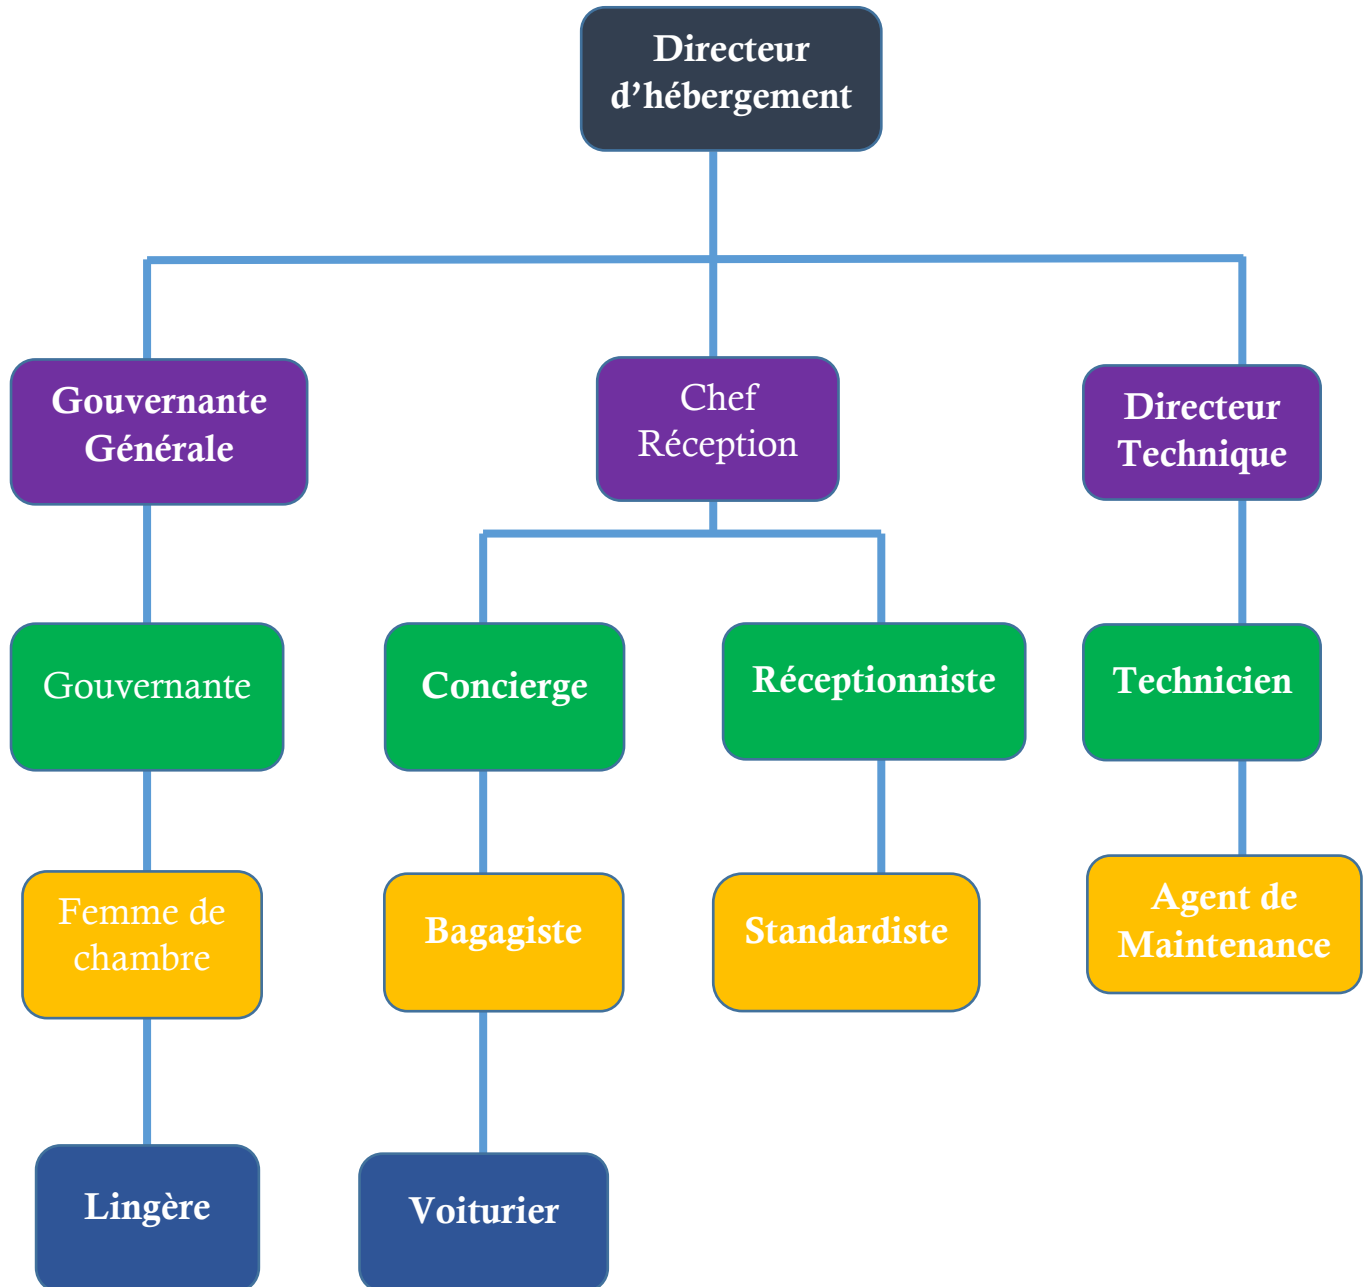 Directeur
d’hébergement
Gouvernante
Générale
Chef
Réception
Directeur
Technique
Gouvernante
Concierge
Réceptionniste
Technicien
Femme de
chambre
Bagagiste
Standardiste
Agent de
Maintenance
Lingère
Voiturier